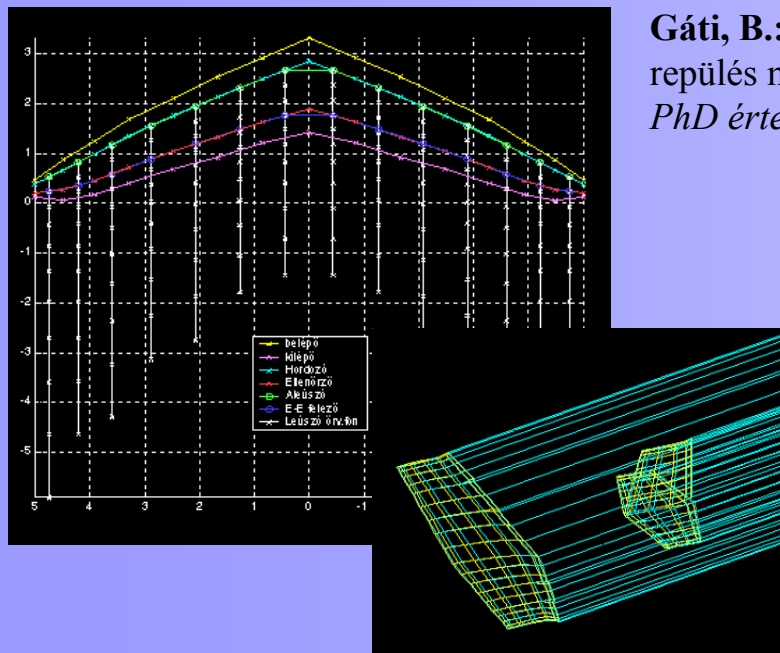 Gáti, B.:
repülés
PhD érte
3
2
1
0
-1
-2
-3
-4
-5
5 4 3 2 1 0 -1
belépő
kilépő
Hordozó
Ellenőrző
Aleúszó
E-E felező
Leúszó örv.fon